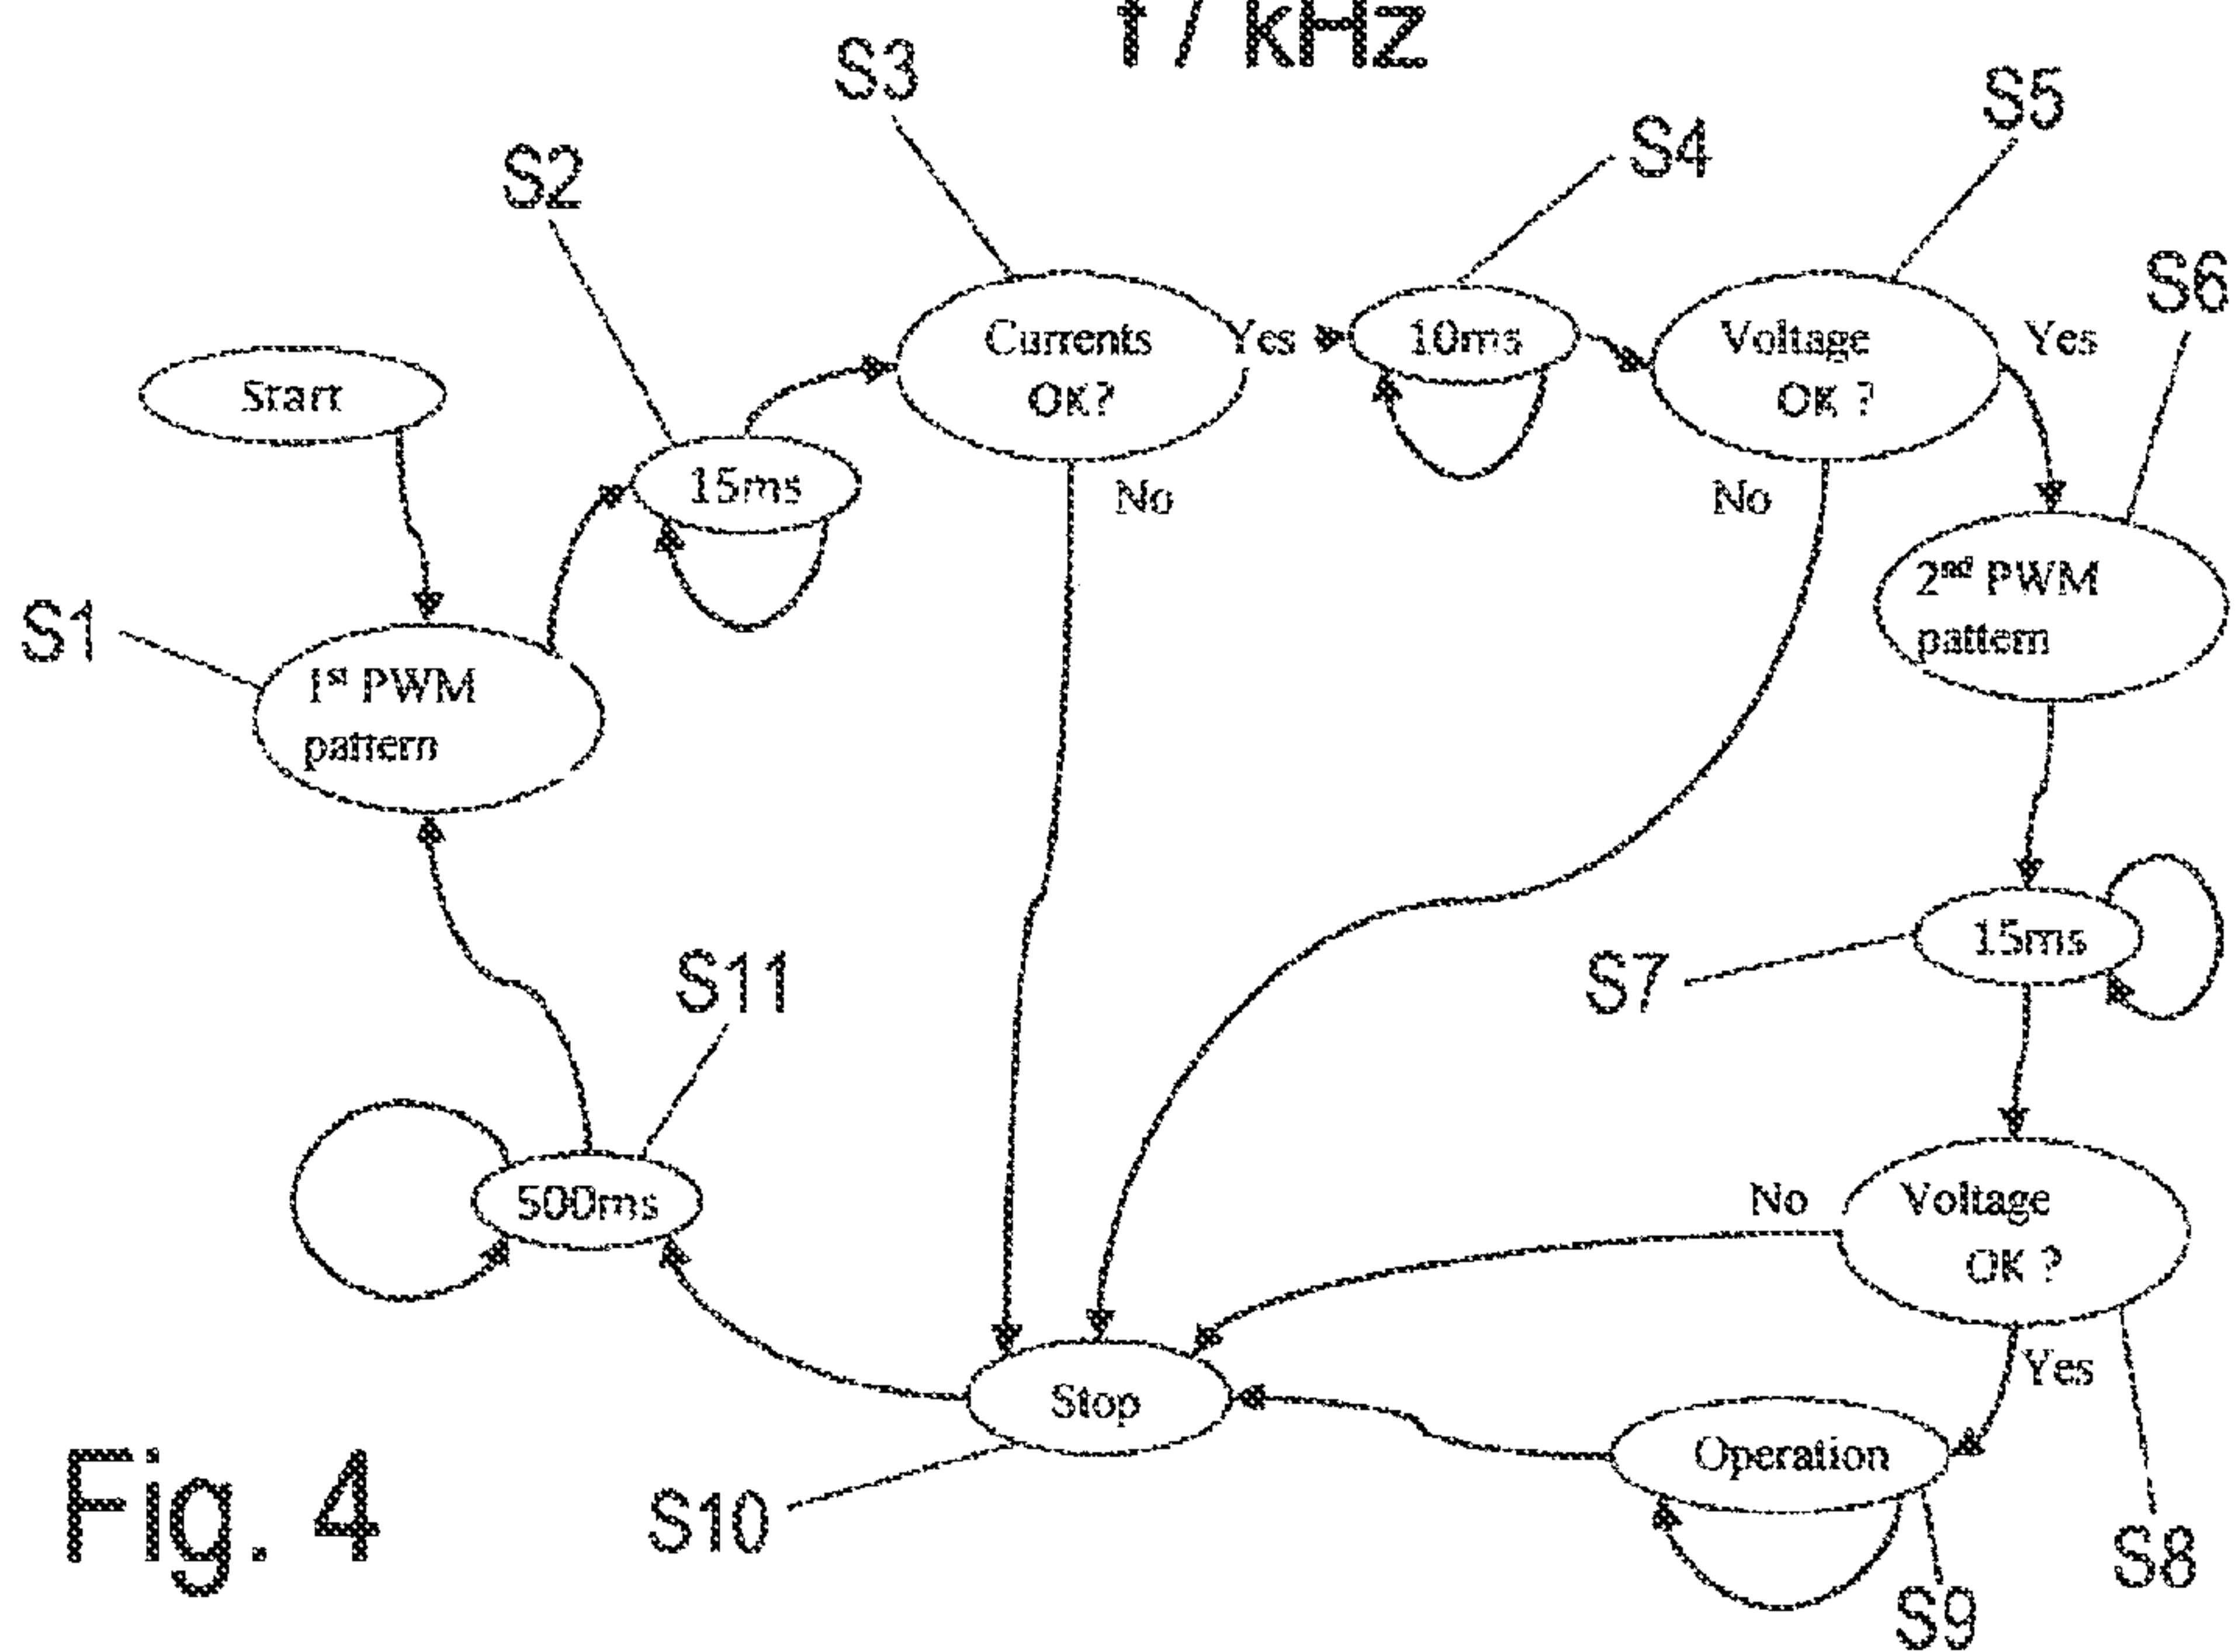 f / kHz
S3
S5
S4
S2
S6
Currents
OK?
Yes
10ms
Voltage
OK ?
Yes
Start
15ms
No
No
2nd PWM
pattern
S1
1st PWM
pattern
15ms
S7
S11
500ms
No
Voltage
OK ?
Yes
Stop
Operation
S10
S8
S9
Fig. 4